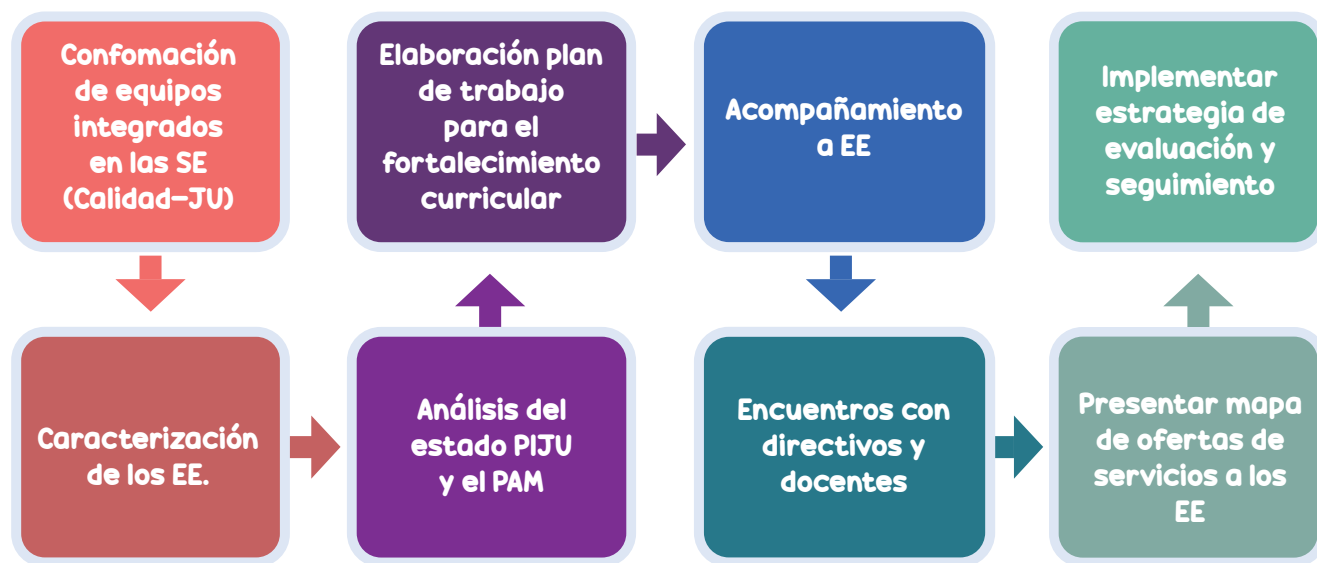 Confomación
de equipos
integrados
en las SE
(Calidad-JU)
Caracterización
de los EE.
Análisis del
estado PIJU
y el PAM
Elaboración plan
de trabajo
para el
fortalecimiento
curricular
Acompañamiento
a EE
Encuentros con
directivos y
docentes
Presentar mapa
de ofertas de
servicios a los
EE
Implementar
estrategia de
evaluación y
seguimiento